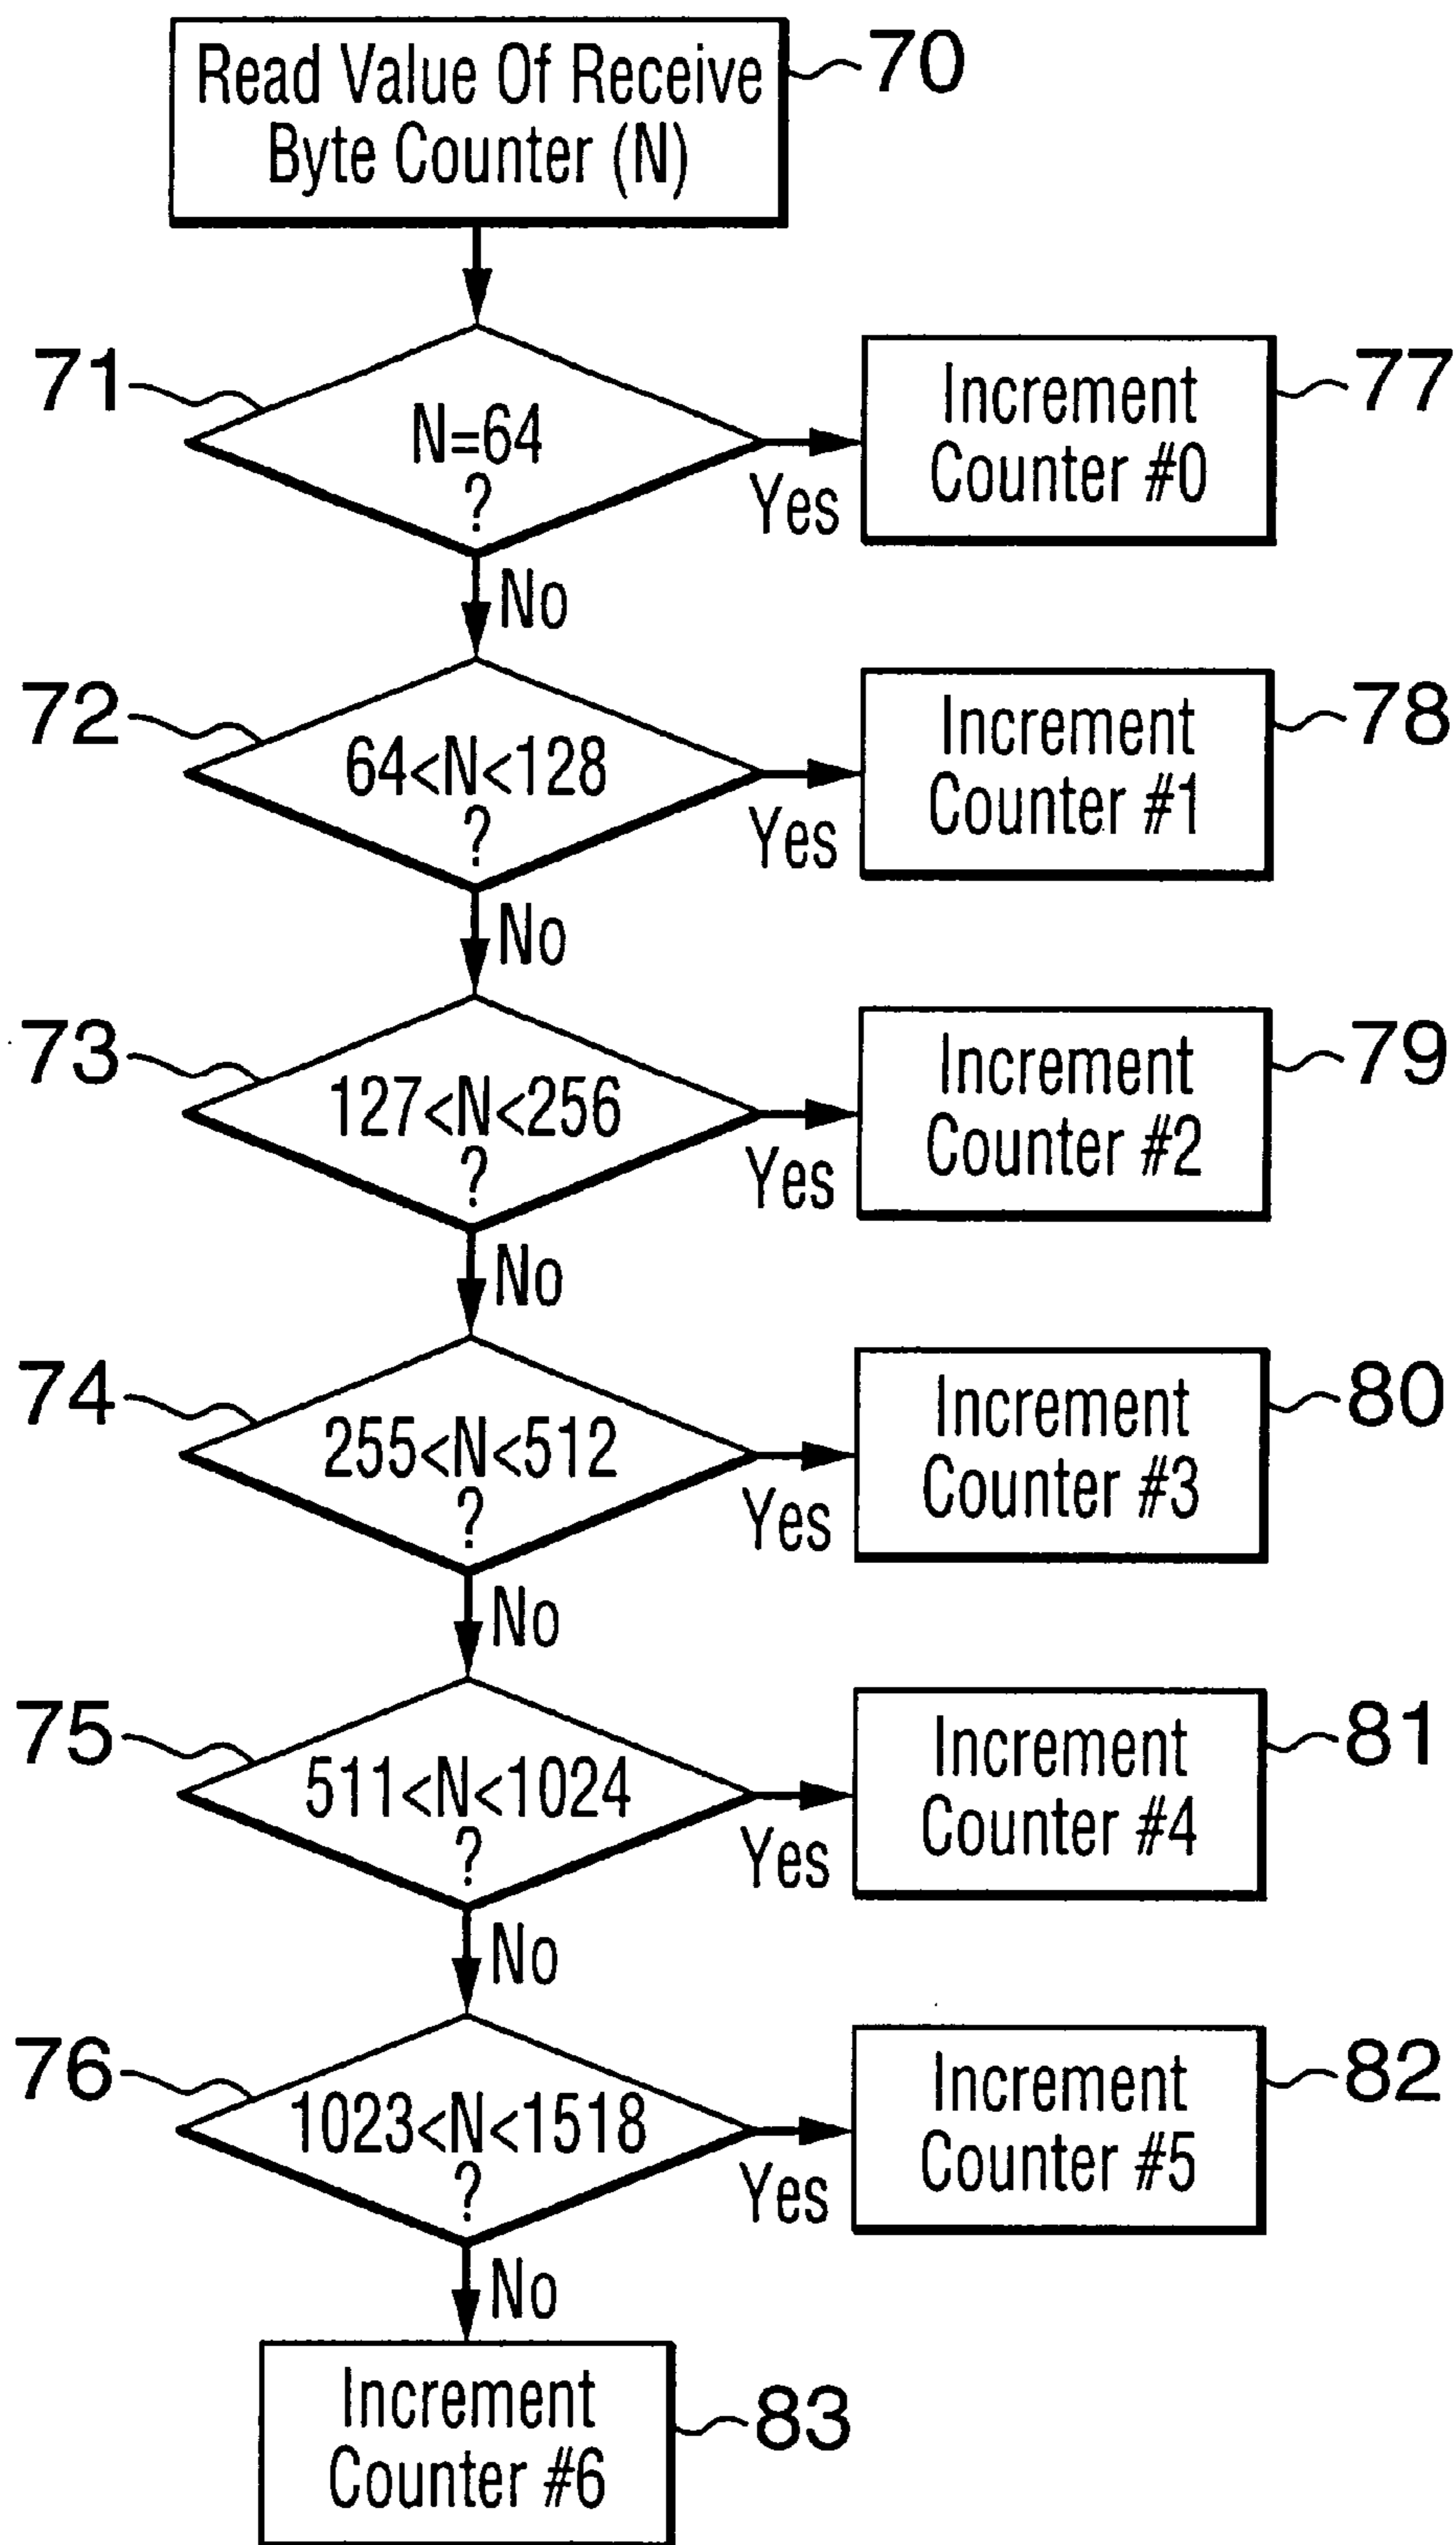 Read Value Of Receive
Byte Counter (N)
70
71
N=64
?
Yes
Increment
Counter #0
77
No
72
64<N<128
?
Yes
Increment
Counter #1
78
No
73
127<N<256
?
Yes
Increment
Counter #2
79
No
74
255<N<512
?
Yes
Increment
Counter #3
80
No
75
511<N<1024
?
Yes
Increment
Counter #4
81
No
76
1023<N<1518
?
Yes
Increment
Counter #5
82
No
Increment
Counter #6
83